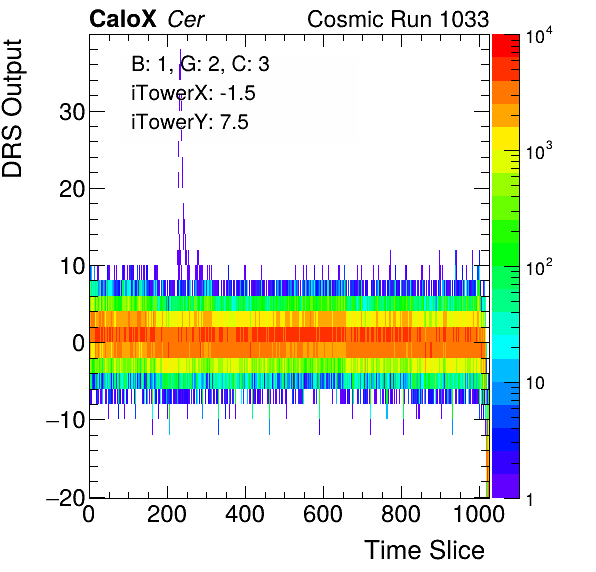 CaloX Cer Cosmic Run 1033
DRS Output
B: 1, G: 2, C: 3
iTowerX: -1.5
iTowerY: 7.5
30
20
10
0
−10
−20
0 200 400 600 800 1000
Time Slice
10⁴
10³
10²
10
1